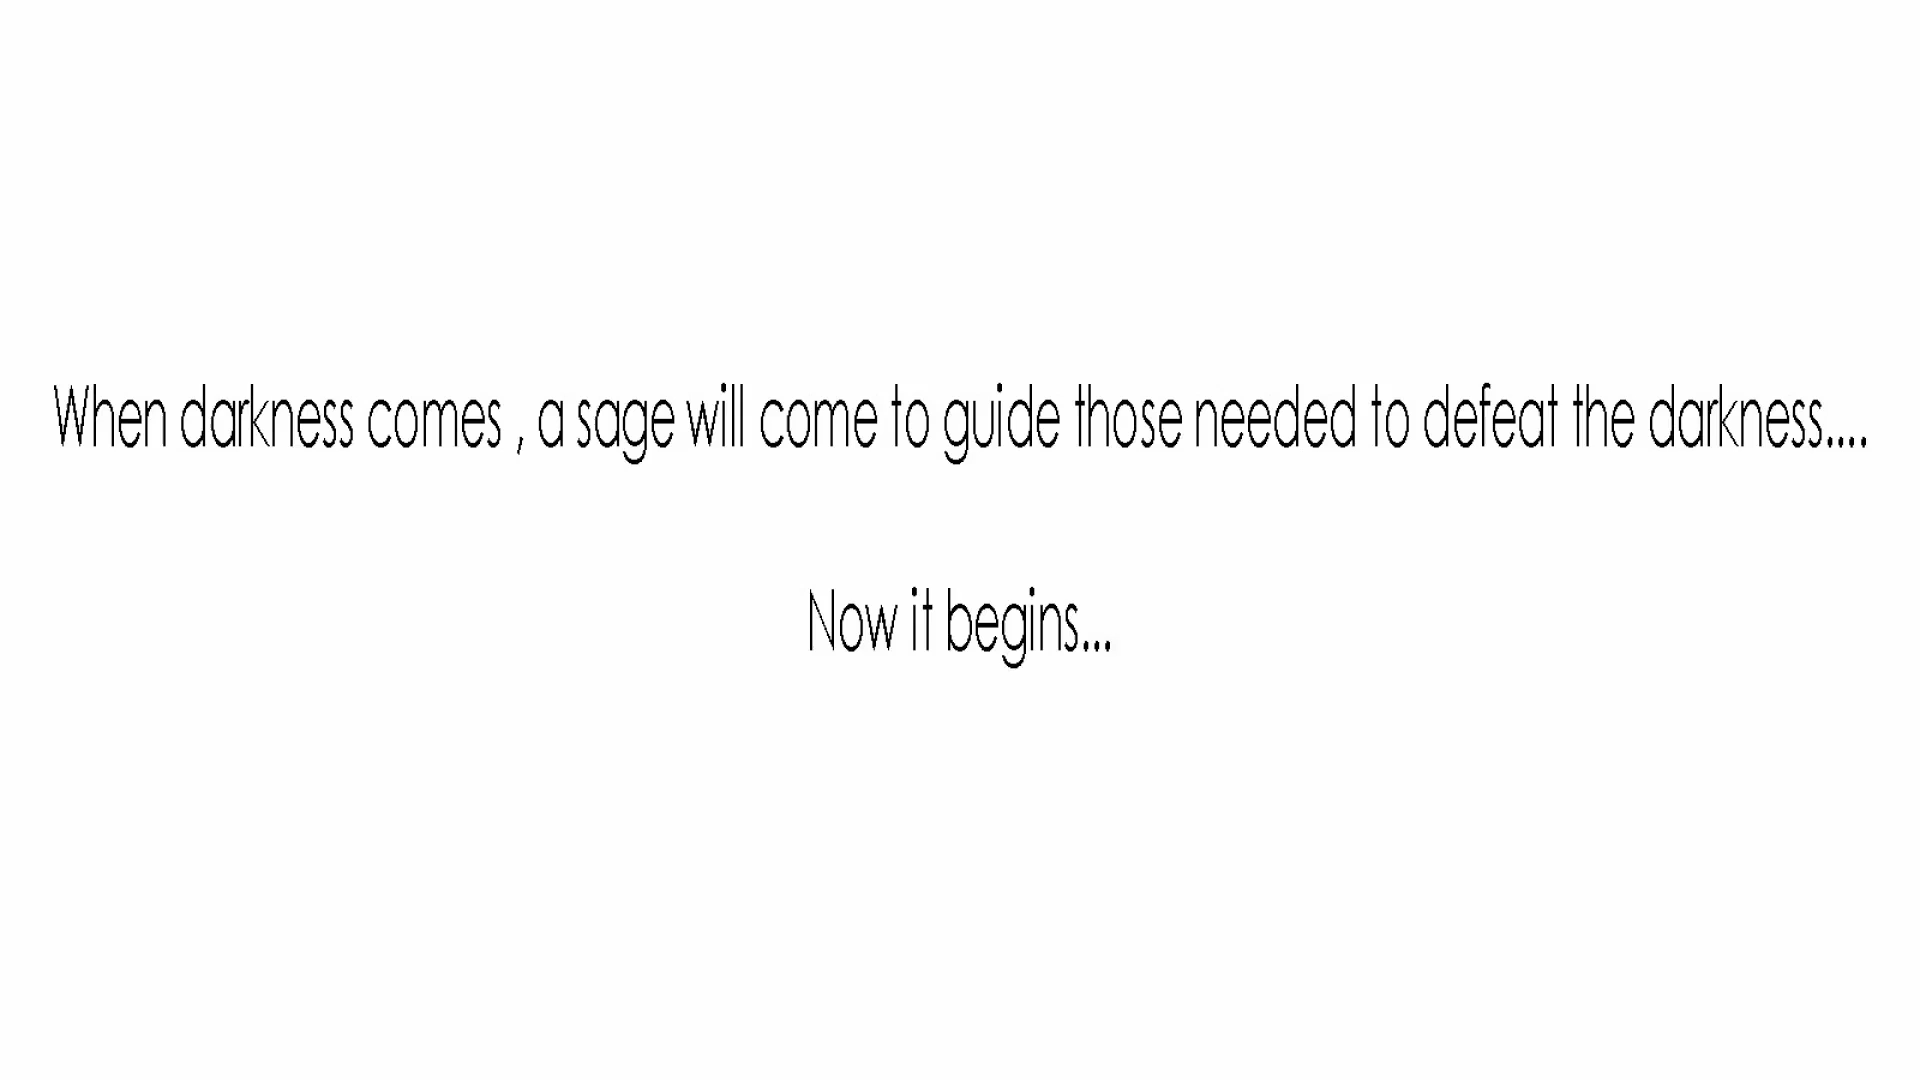 When darkness comes , a sage will come to guide those needed to defeat the darkness....
Now it begins...